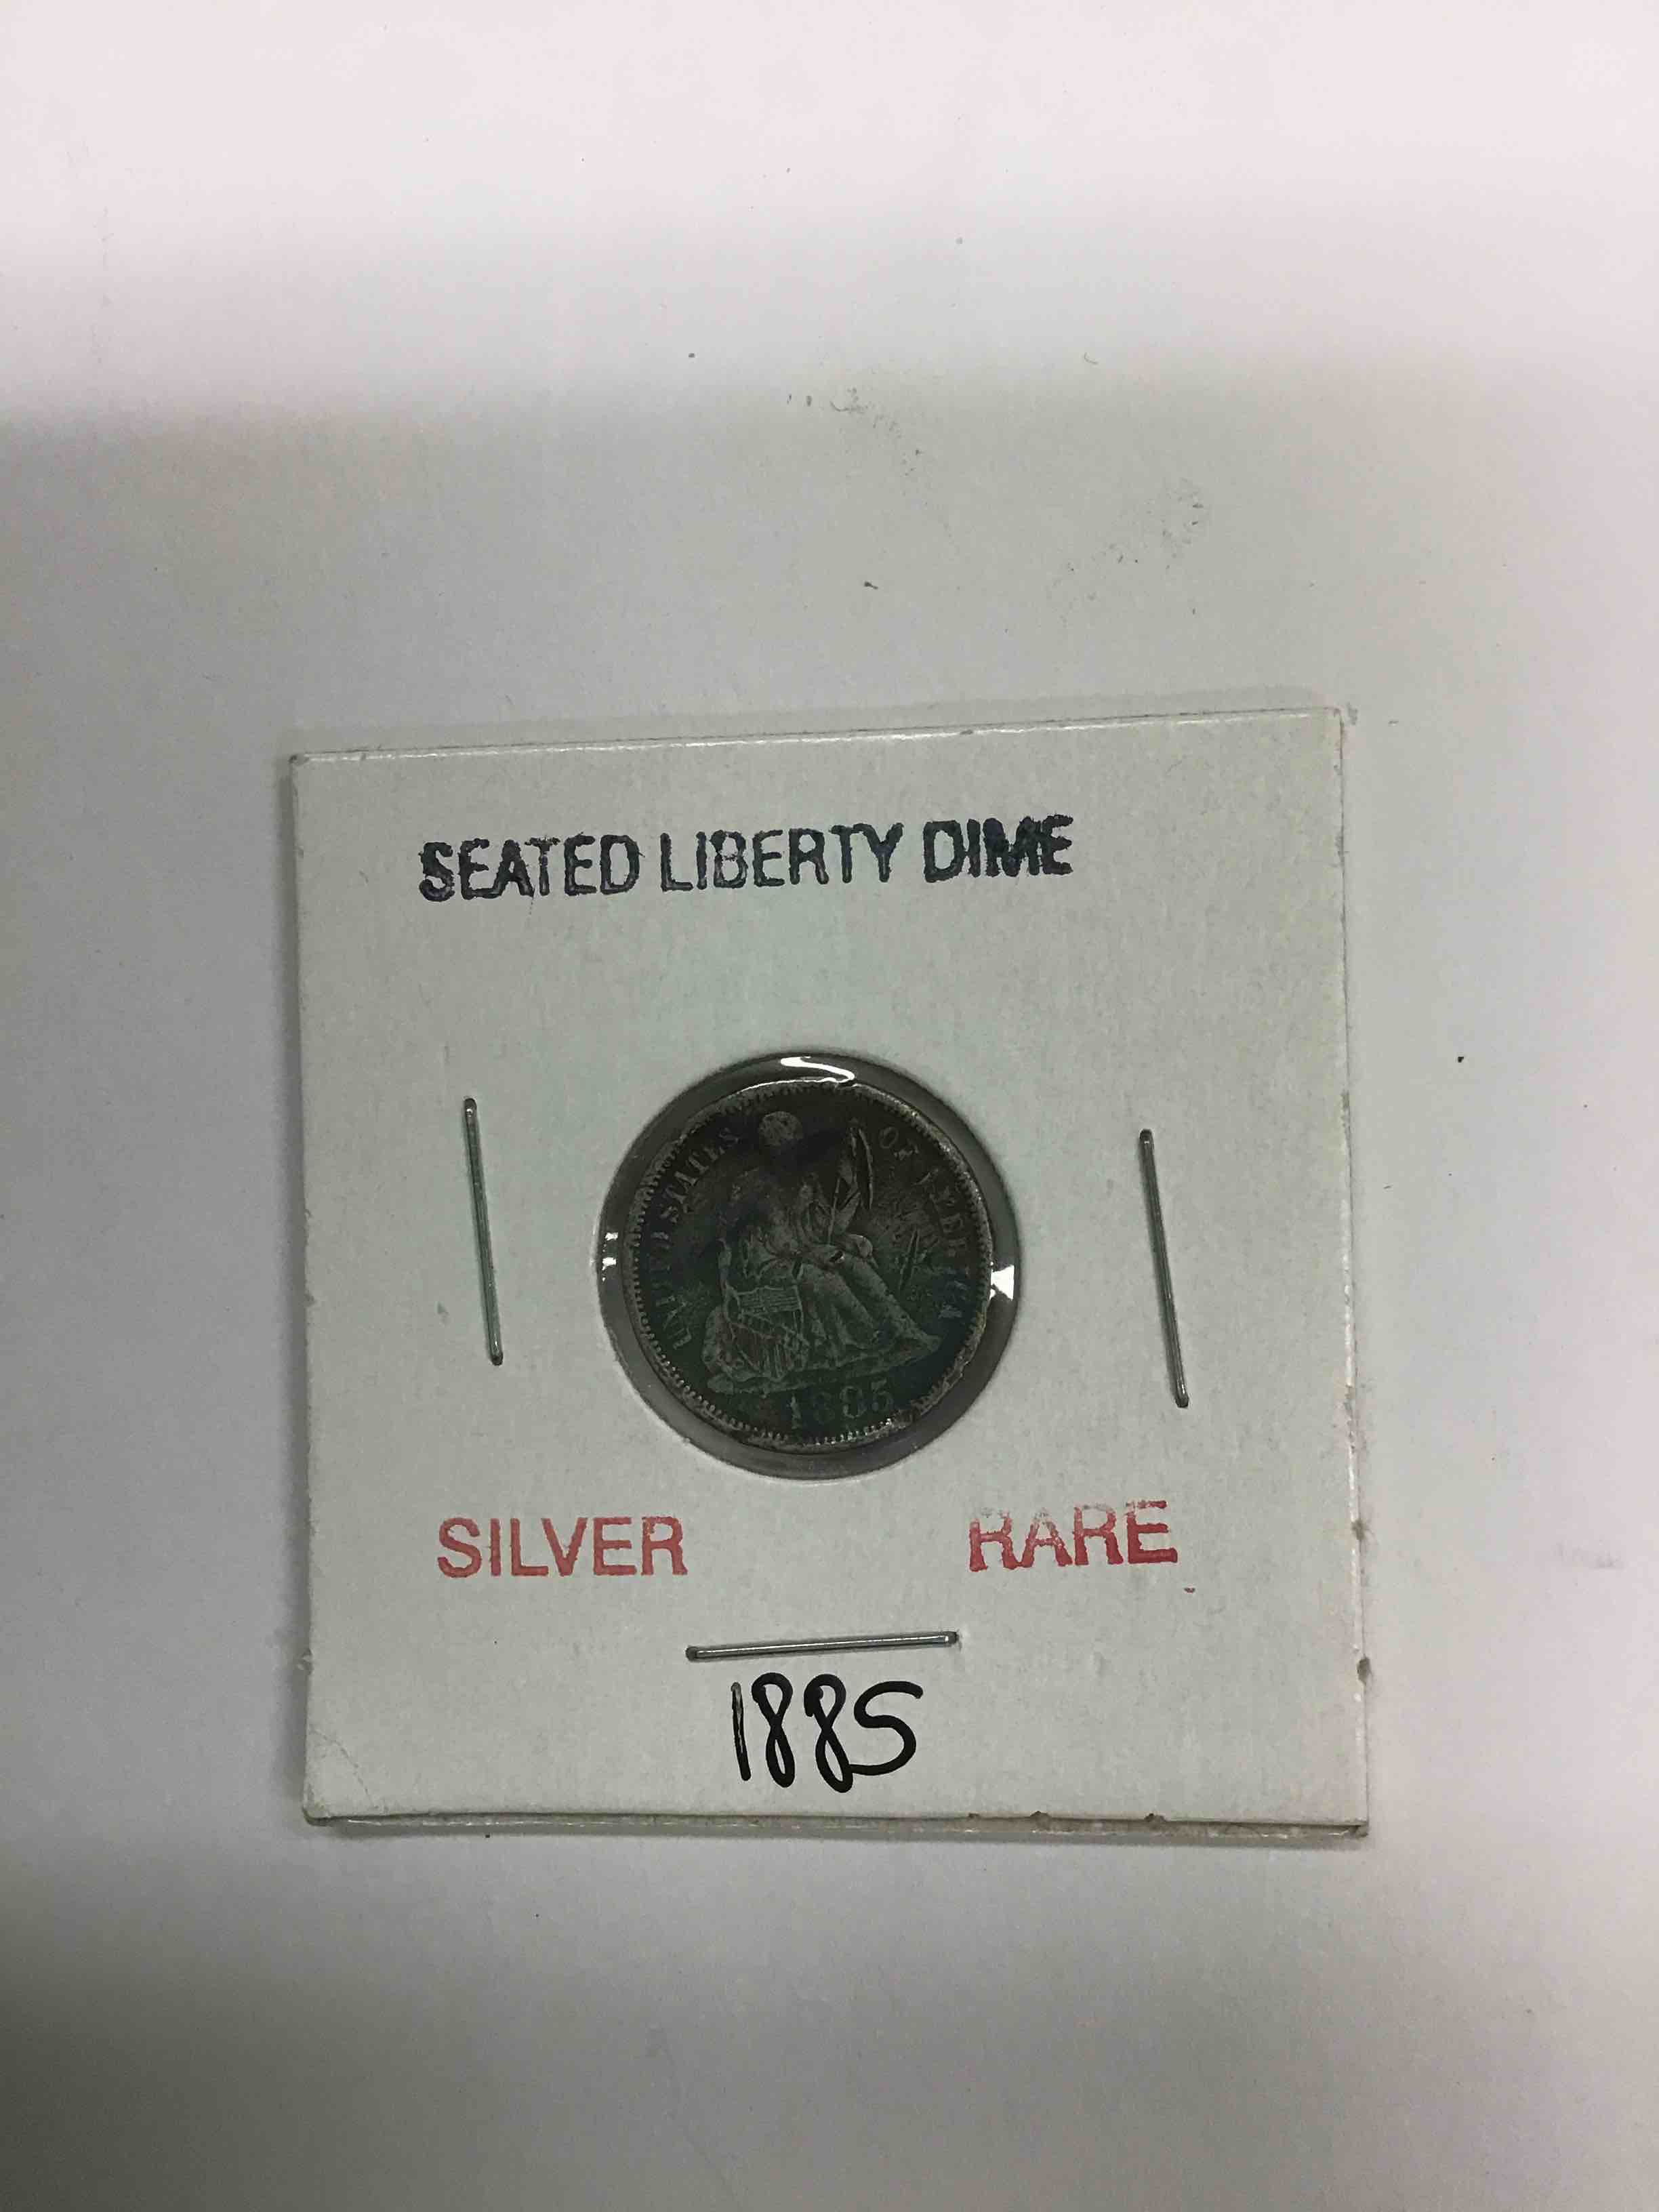 SEATED LIBERTY DIME
UNITED STATES OF AMERICA
1885
SILVER RARE
1885